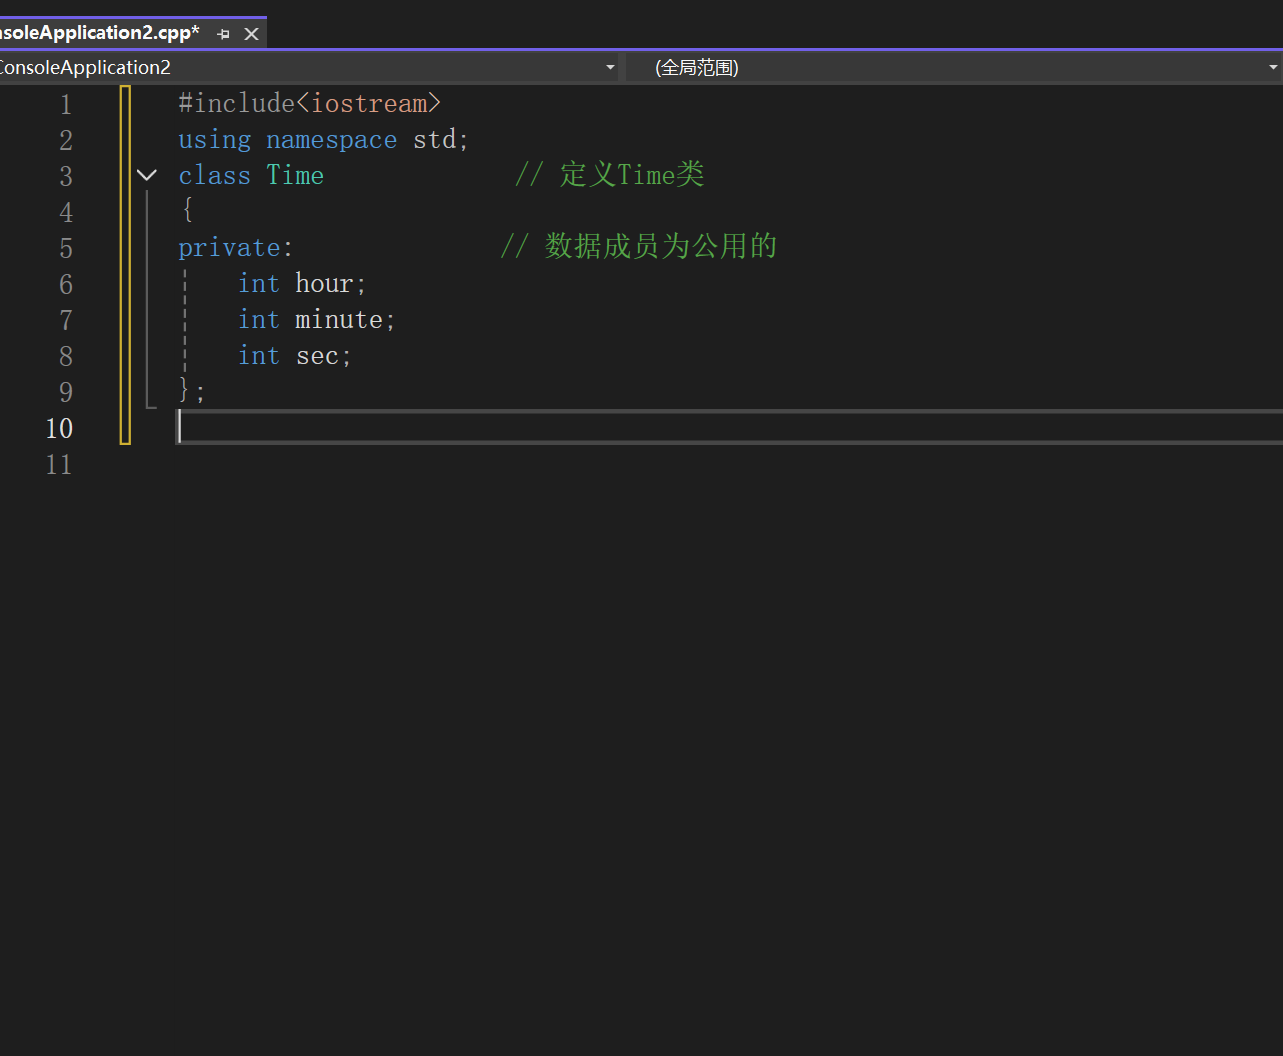 nsoleApplication2.cpp*
ConsoleApplication2 (全局范围)
1 #include<iostream>
2 using namespace std;
3 class Time // 定义Time类
4 {
5 private: // 数据成员为公用的
6 int hour;
7 int minute;
8 int sec;
9 };
10
11